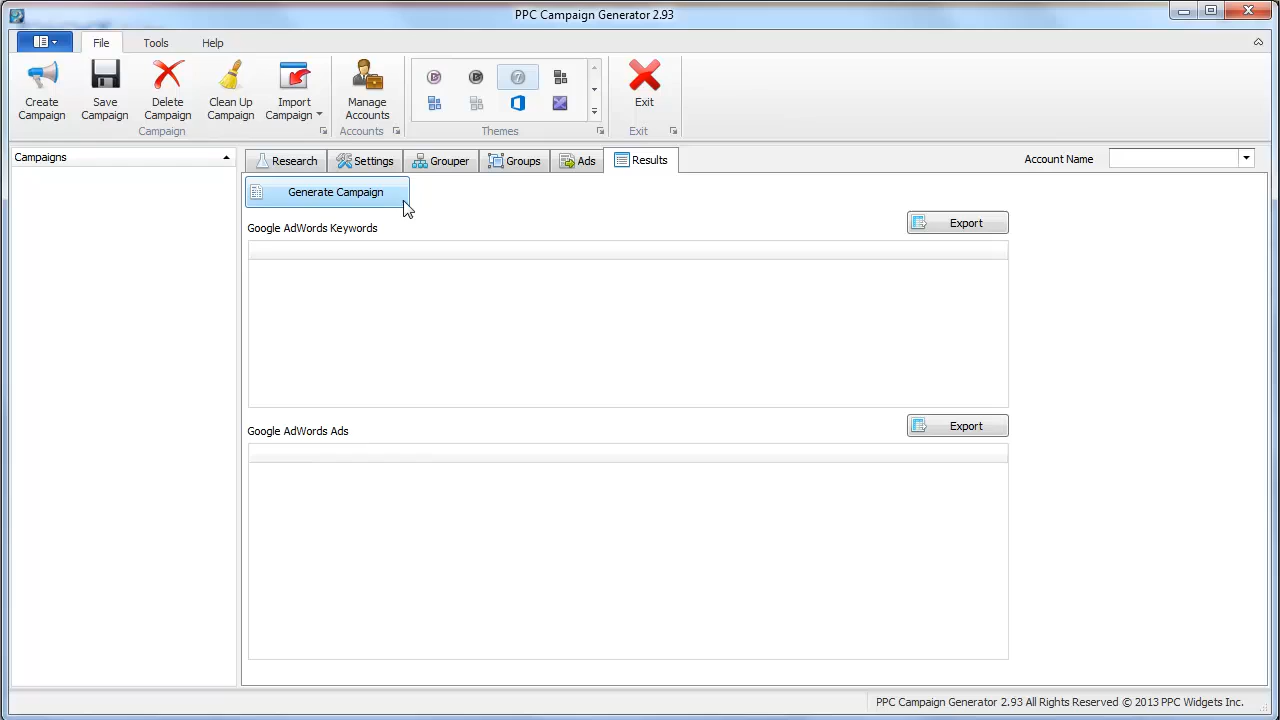 PPC Campaign Generator 2.93
File Tools Help
Create Campaign
Save Campaign
Delete Campaign
Clean Up Campaign
Import Campaign
Manage Accounts
Exit
Campaign
Accounts
Themes
Exit
Campaigns
Research Settings Grouper Groups Ads Results
Account Name
Generate Campaign
Google AdWords Keywords
Export
Google AdWords Ads
Export
PPC Campaign Generator 2.93 All Rights Reserved © 2013 PPC Widgets Inc.